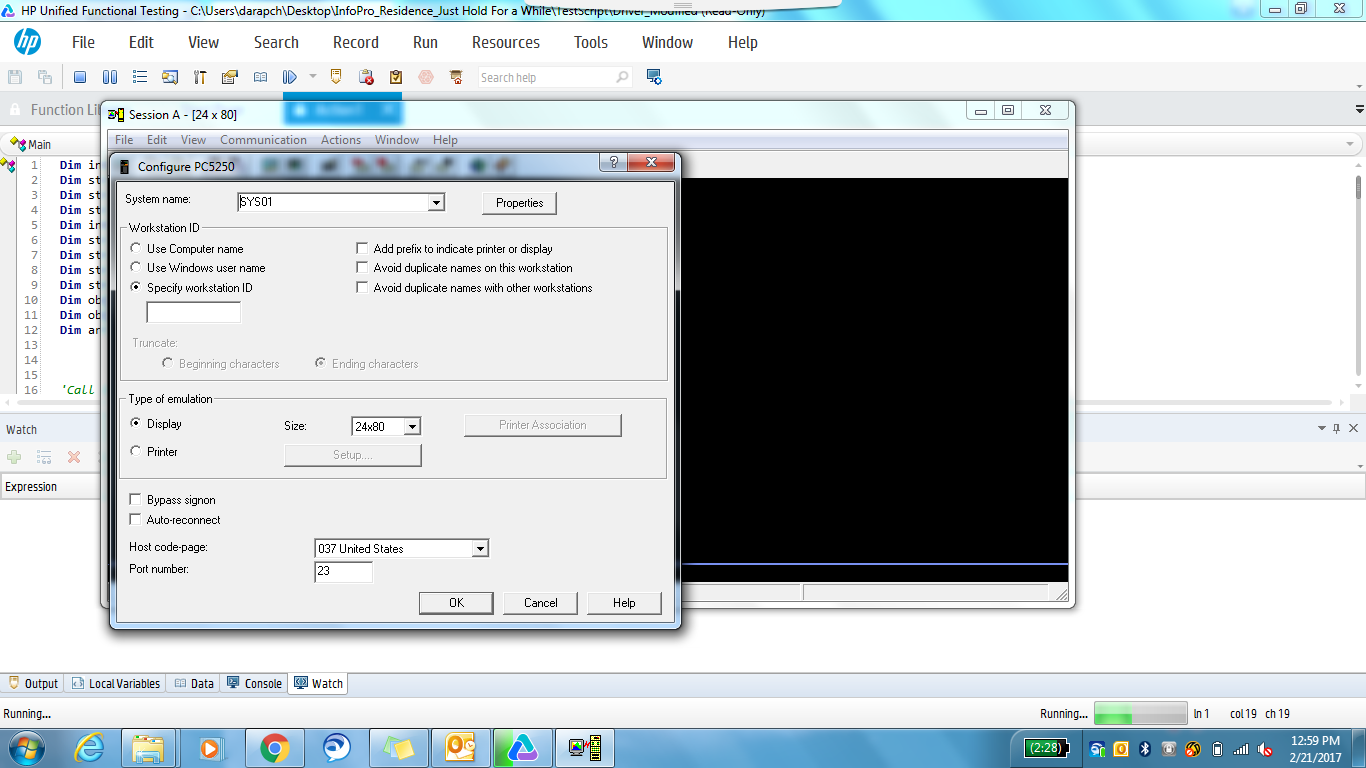 HP Unified Functional Testing - C:\Users\darapch\Desktop\InfoPro_Residence_Just Hold For a While\TestScript\Driver_Modified (Read-Only)
hp File Edit View Search Record Run Resources Tools Window Help
Search help
Function Li
Session A - [24 x 80]
File Edit View Communication Actions Window Help
Main
Configure PC5250
1 Dim in
2 Dim st
3 Dim st
4 Dim st
5 Dim in
6 Dim st
7 Dim st
8 Dim st
9 Dim st
10 Dim ob
11 Dim ob
12 Dim ar
13
14
15
16 'Call
System name: SYS01 Properties
Workstation ID
Use Computer name Add prefix to indicate printer or display
Use Windows user name Avoid duplicate names on this workstation
Specify workstation ID Avoid duplicate names with other workstations
Truncate:
Beginning characters Ending characters
Type of emulation
Display Size: 24x80 Printer Association
Printer Setup....
Bypass signon
Auto-reconnect
Host code-page: 037 United States
Port number: 23
OK Cancel Help
Watch
Expression
Output Local Variables Data Console Watch
Running... Running... ln 1 col 19 ch 19
(2:28) 12:59 PM
2/21/2017